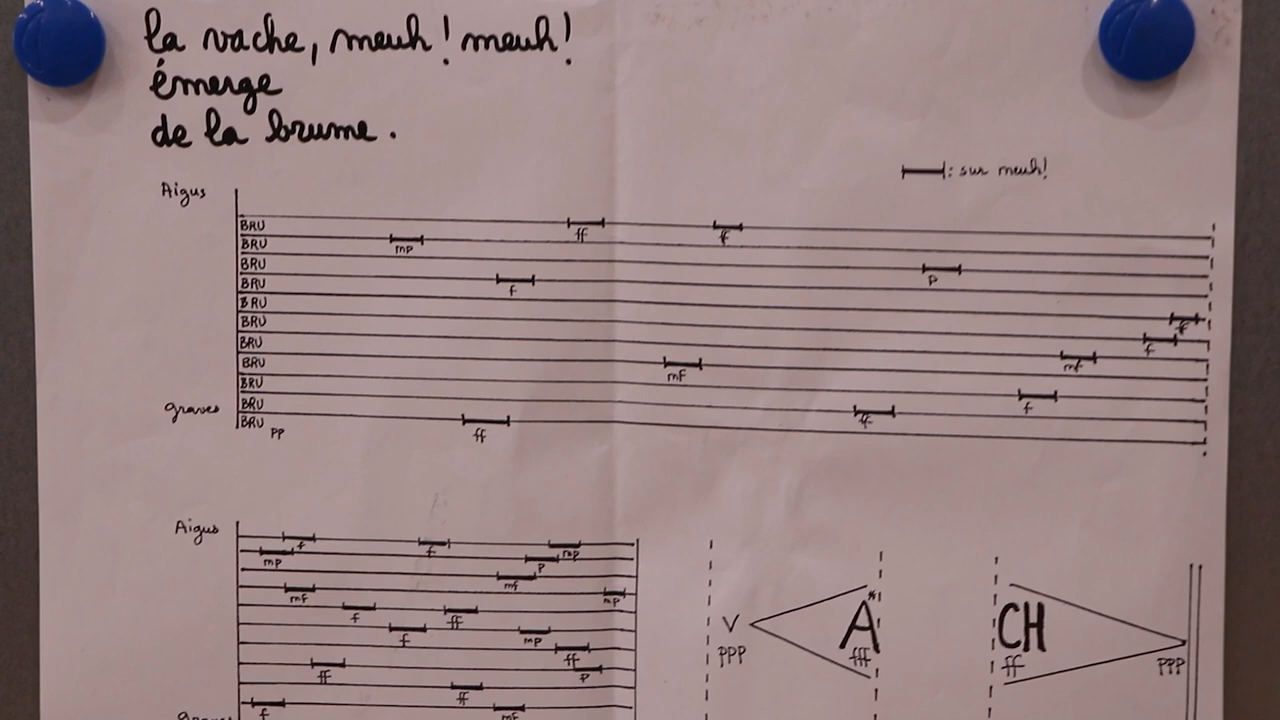 la vache, meuh! meuh!
émerge
de la brume.
: sur meuh!
Aigus
BRU ff f
BRU mp
BRU p
BRU f
BRU
BRU f
BRU f
BRU mf mf
BRU f
BRU ff
graves
BRU pp ff
Aigus
f f mp
mp p
mf
mf mp
f ff
f mp
ff
ff p
ff
f mf
graves
V A* CH
ppp fff ff ppp